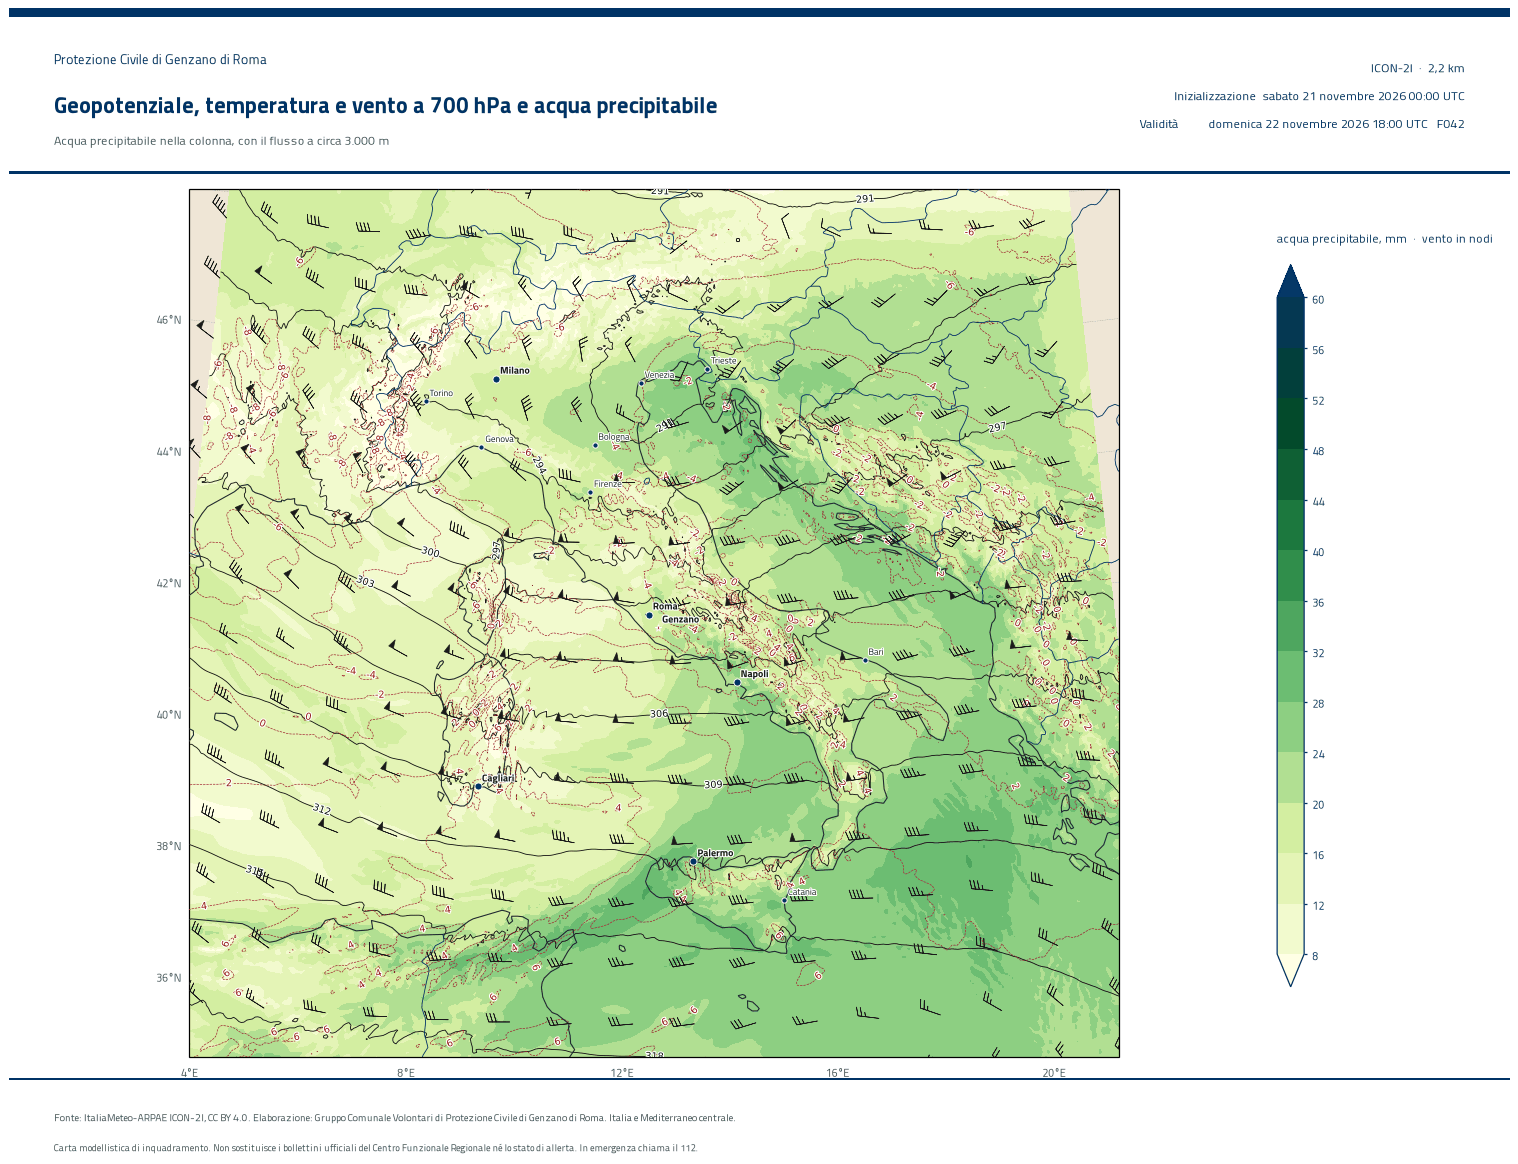 Protezione Civile di Genzano di Roma
Geopotenziale, temperatura e vento a 700 hPa e acqua precipitabile
Acqua precipitabile nella colonna, con il flusso a circa 3.000 m
ICON-2I · 2,2 km
Inizializzazione sabato 21 novembre 2026 00:00 UTC
Validità domenica 22 novembre 2026 18:00 UTC F042
acqua precipitabile, mm · vento in nodi
60
56
52
48
44
40
36
32
28
24
20
16
12
8
46°N
44°N
42°N
40°N
38°N
36°N
4°E
8°E
12°E
16°E
20°E
291
291
Milano
Torino
Venezia
Trieste
Genova
Bologna
Firenze
294
297
297
300
303
Roma
Genzano
Bari
Napoli
306
Cagliari
309
312
Palermo
Catania
318
Fonte: ItaliaMeteo-ARPAE ICON-2I, CC BY 4.0. Elaborazione: Gruppo Comunale Volontari di Protezione Civile di Genzano di Roma. Italia e Mediterraneo centrale.
Carta modellistica di inquadramento. Non sostituisce i bollettini ufficiali del Centro Funzionale Regionale né lo stato di allerta. In emergenza chiama il 112.